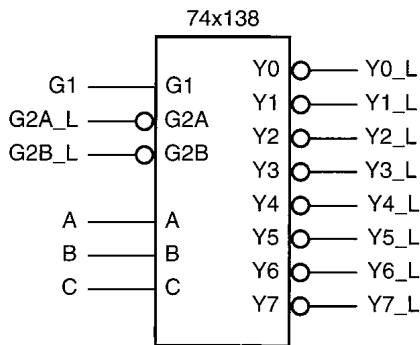 74x138
Y0 Y0_L
G1 G1 Y1 Y1_L
G2A_L G2A Y2 Y2_L
G2B_L G2B Y3 Y3_L
Y4 Y4_L
A A Y5 Y5_L
B B Y6 Y6_L
C C Y7 Y7_L